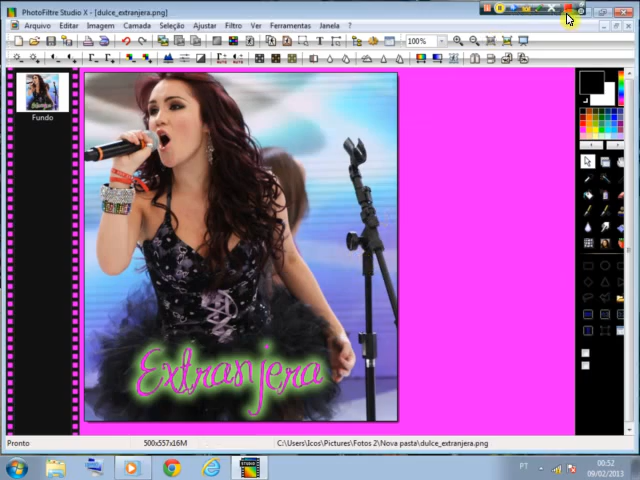 PhotoFiltre Studio X - [dulce_extranjera.png]
Arquivo Editar Imagem Camada Seleção Ajustar Filtro Ver Ferramentas Janela ?
100%
Fundo
Extranjera
Pronto 500x557x16M C:\Users\Icos\Pictures\Fotos 2\Nova pasta\dulce_extranjera.png
STUDIO
PT
00:52
09/02/2013